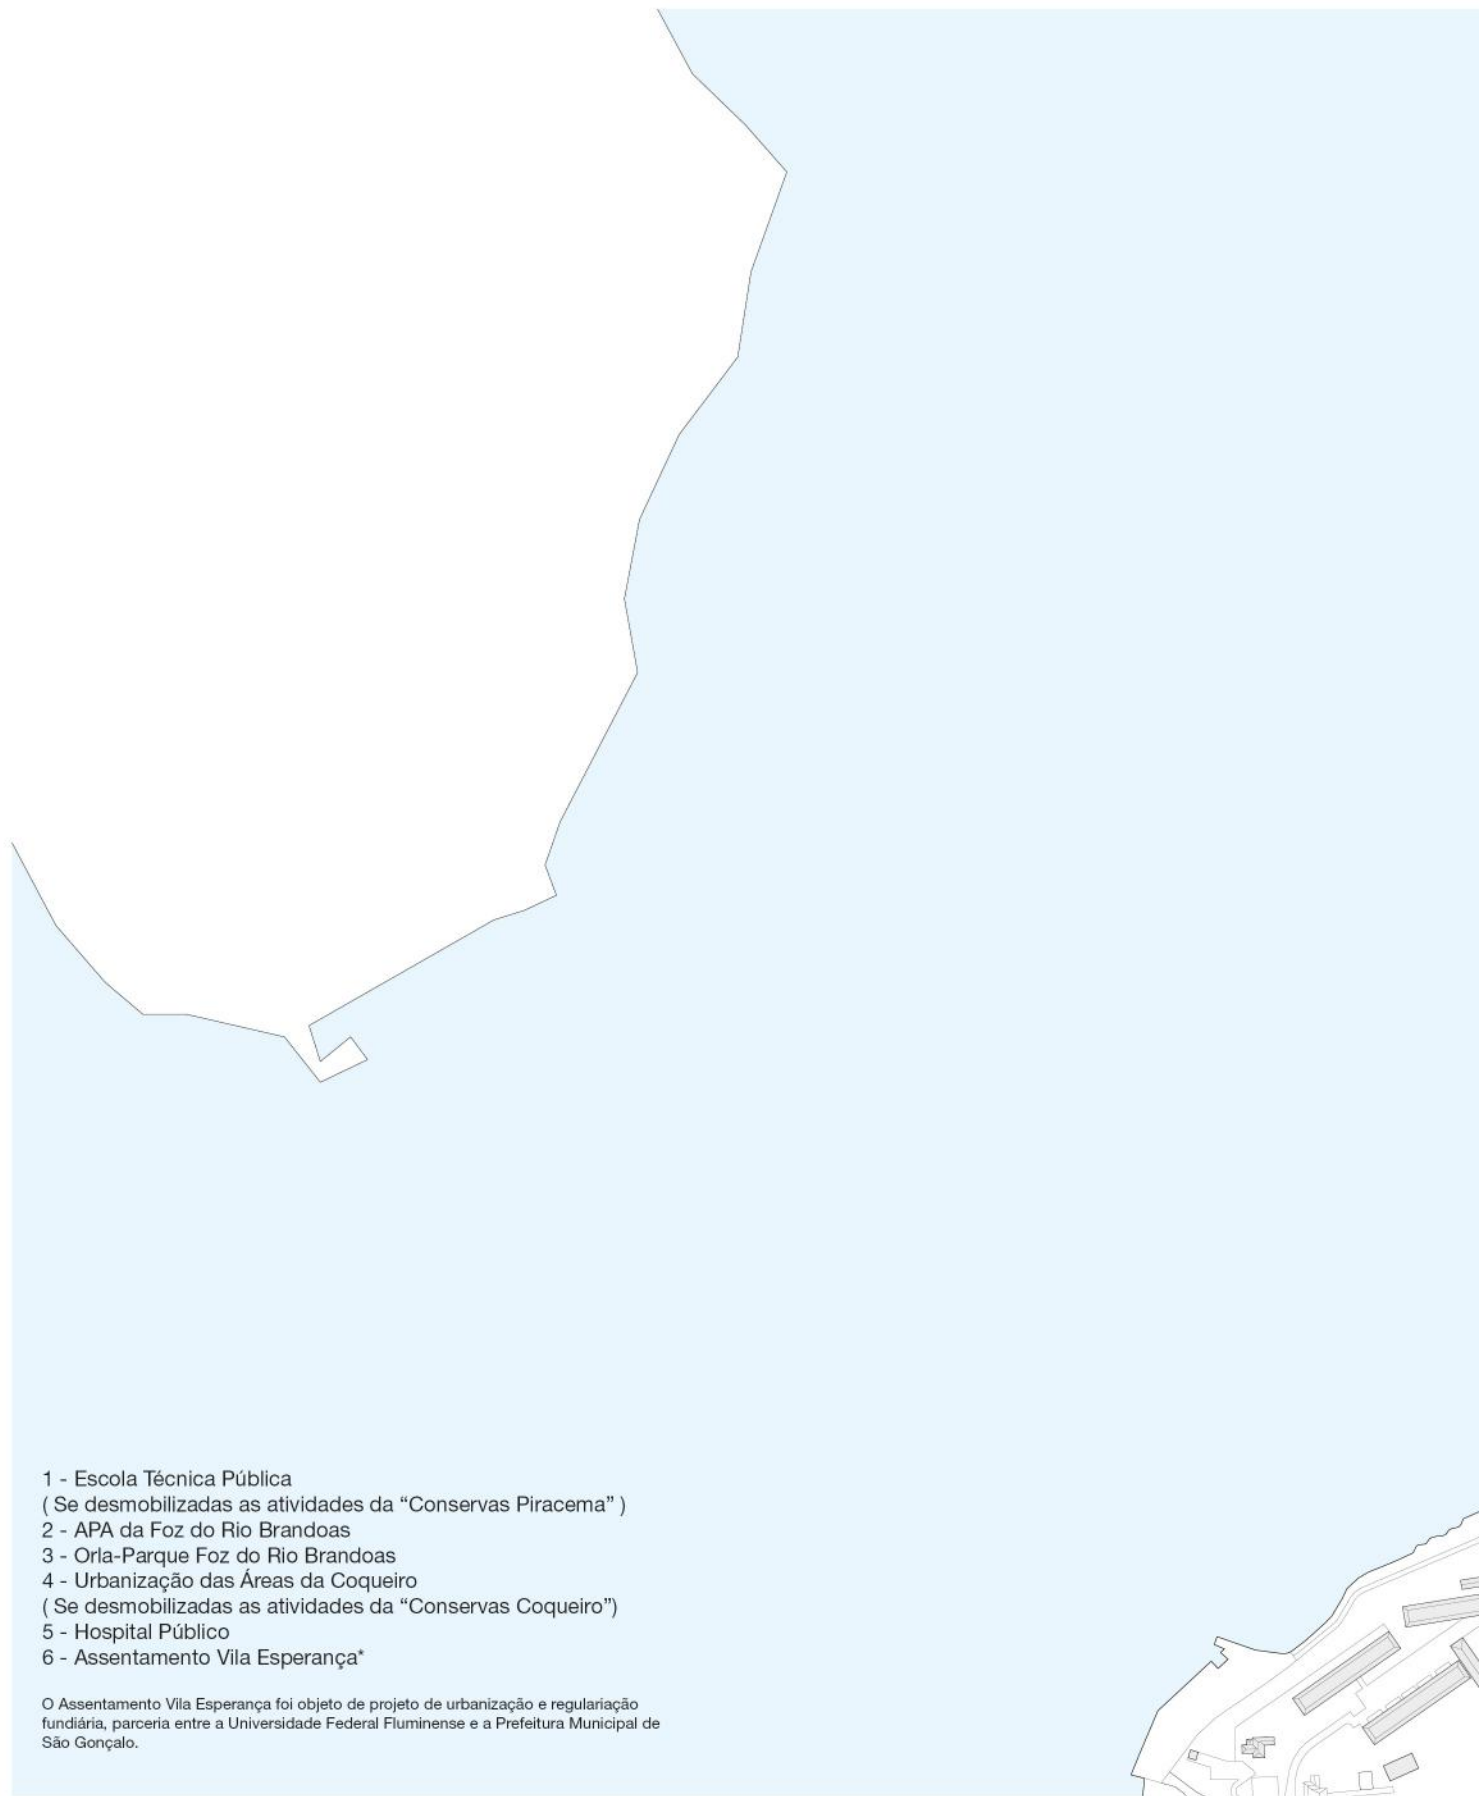 1 - Escola Técnica Pública
( Se desmobilizadas as atividades da “Conservas Piracema” )
2 - APA da Foz do Rio Brandoas
3 - Orla-Parque Foz do Rio Brandoas
4 - Urbanização das Áreas da Coqueiro
( Se desmobilizadas as atividades da “Conservas Coqueiro”)
5 - Hospital Público
6 - Assentamento Vila Esperança*
O Assentamento Vila Esperança foi objeto de projeto de urbanização e regulariação
fundiária, parceria entre a Universidade Federal Fluminense e a Prefeitura Municipal de
São Gonçalo.